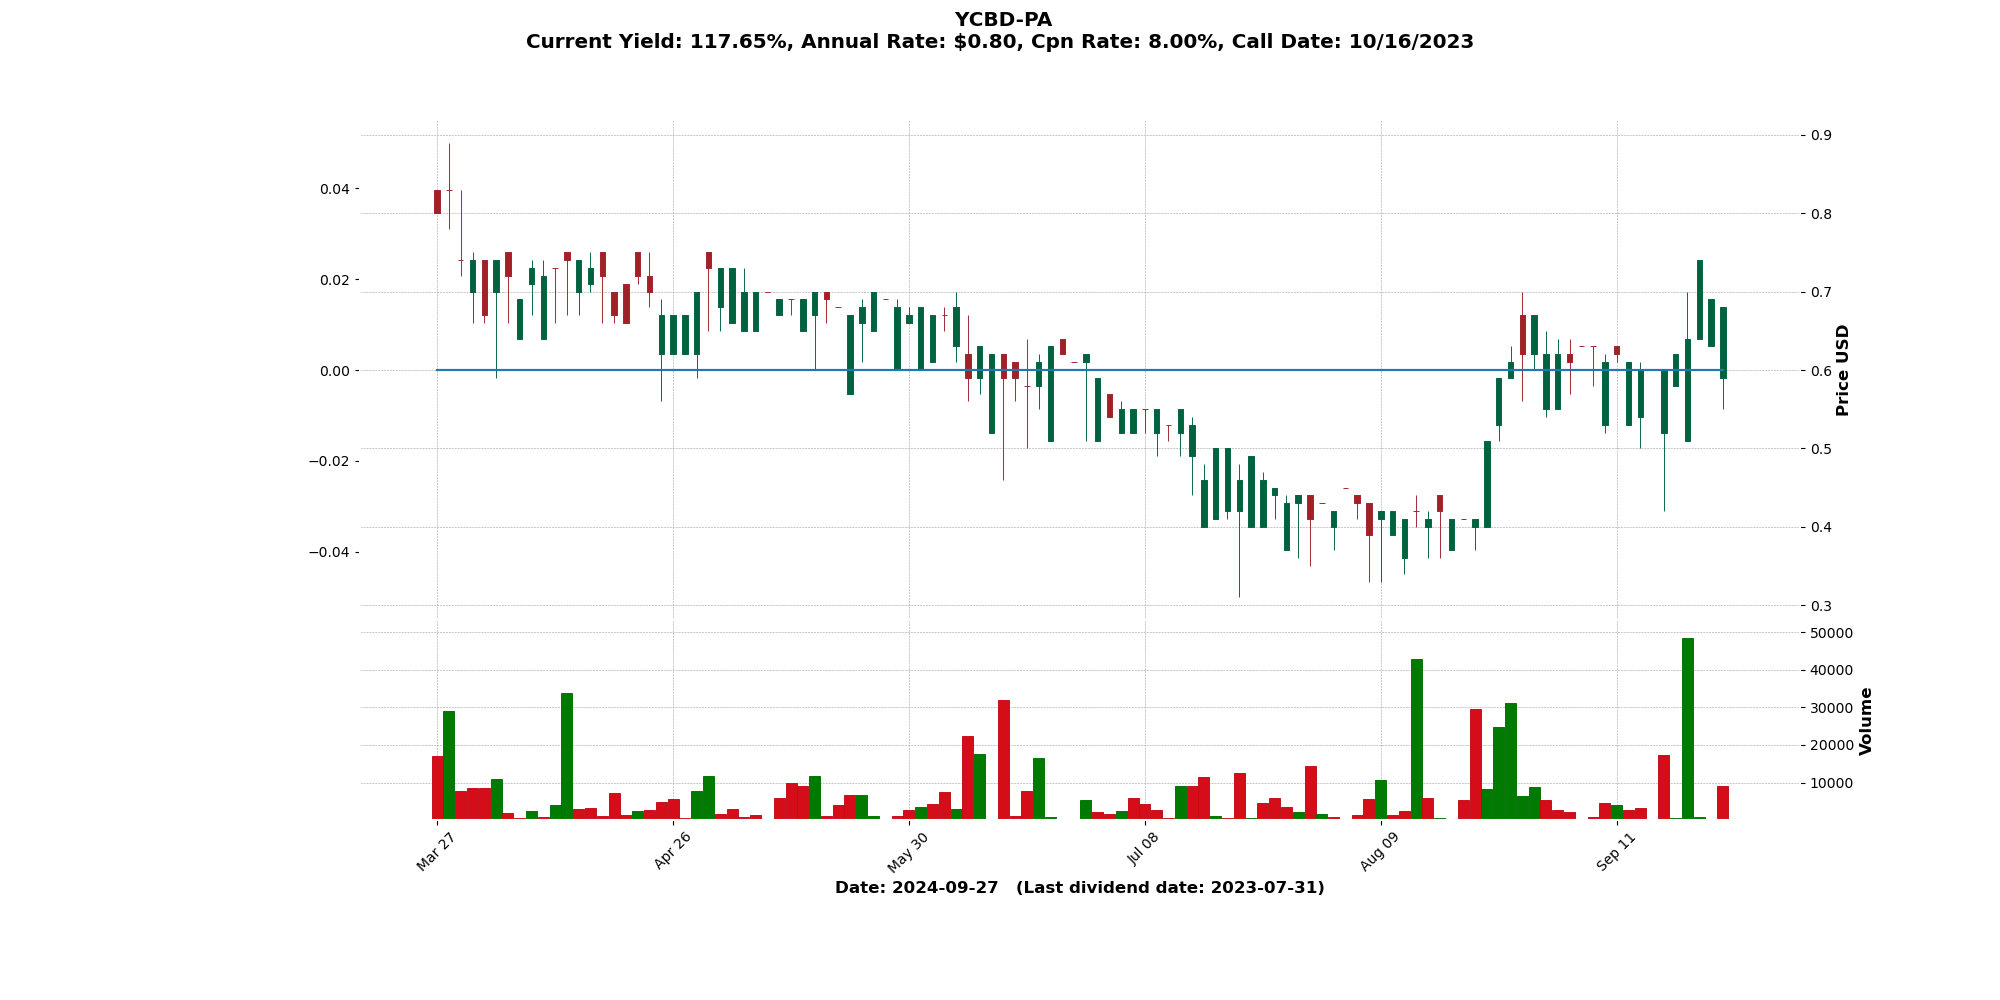 YCBD-PA
Current Yield: 117.65%, Annual Rate: $0.80, Cpn Rate: 8.00%, Call Date: 10/16/2023
0.04
0.02
0.00
−0.02
−0.04
0.9
0.8
0.7
0.6
0.5
0.4
0.3
Price USD
50000
40000
30000
20000
10000
Volume
Mar 27
Apr 26
May 30
Jul 08
Aug 09
Sep 11
Date: 2024-09-27   (Last dividend date: 2023-07-31)